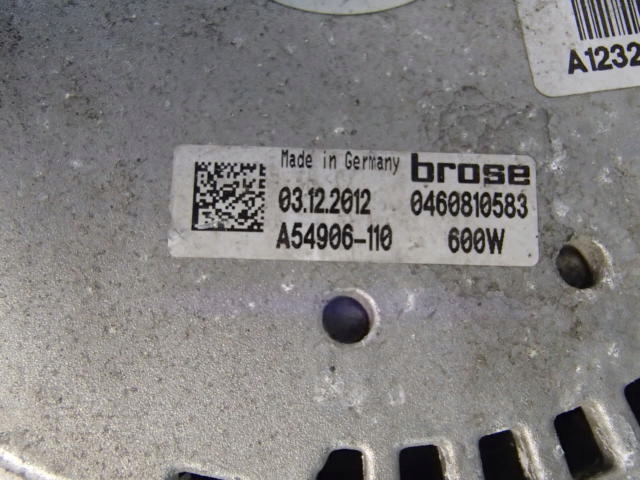 A1232
Made in Germany brose
03.12.2012 0460810583
A54906-110 600W